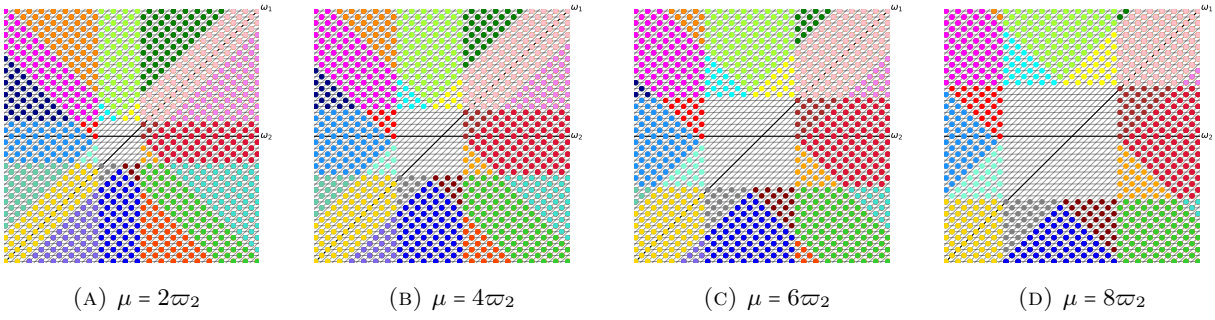 ω₁ ω₁ ω₁ ω₁
ω₂ ω₂ ω₂ ω₂
(A) μ = 2ϖ₂ (B) μ = 4ϖ₂ (C) μ = 6ϖ₂ (D) μ = 8ϖ₂